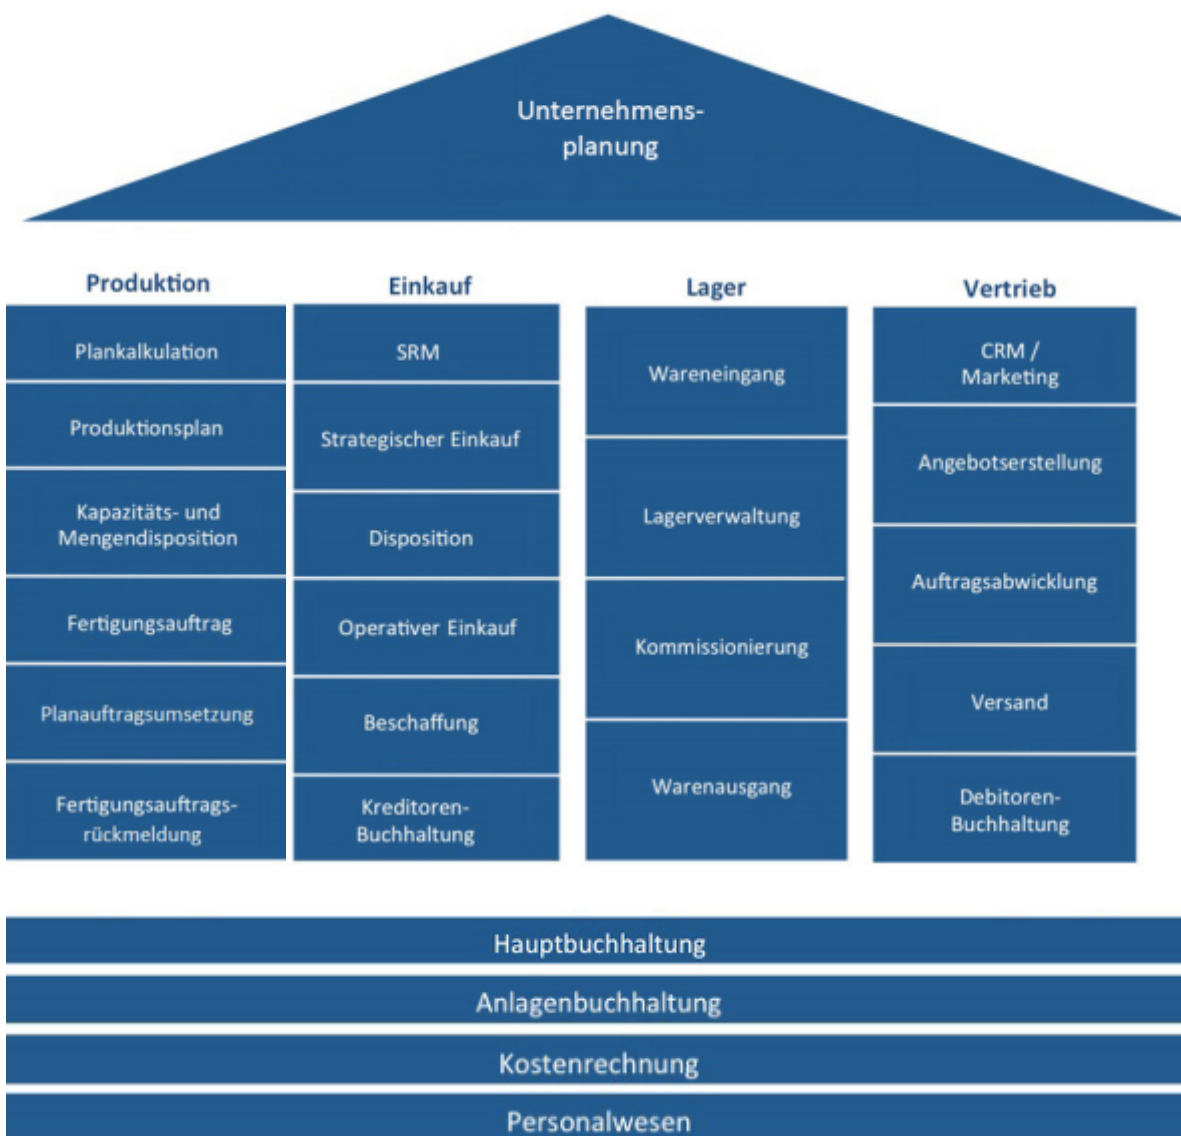 Unternehmens-
planung
Produktion
Plankalkulation
Produktionsplan
Kapazitäts- und
Mengendisposition
Fertigungsauftrag
Planauftragsumsetzung
Fertigungsauftrags-
rückmeldung
Einkauf
SRM
Strategischer Einkauf
Disposition
Operativer Einkauf
Beschaffung
Kreditoren-
Buchhaltung
Lager
Wareneingang
Lagerverwaltung
Kommissionierung
Warenausgang
Vertrieb
CRM /
Marketing
Angebotserstellung
Auftragsabwicklung
Versand
Debitoren-
Buchhaltung
Hauptbuchhaltung
Anlagenbuchhaltung
Kostenrechnung
Personalwesen